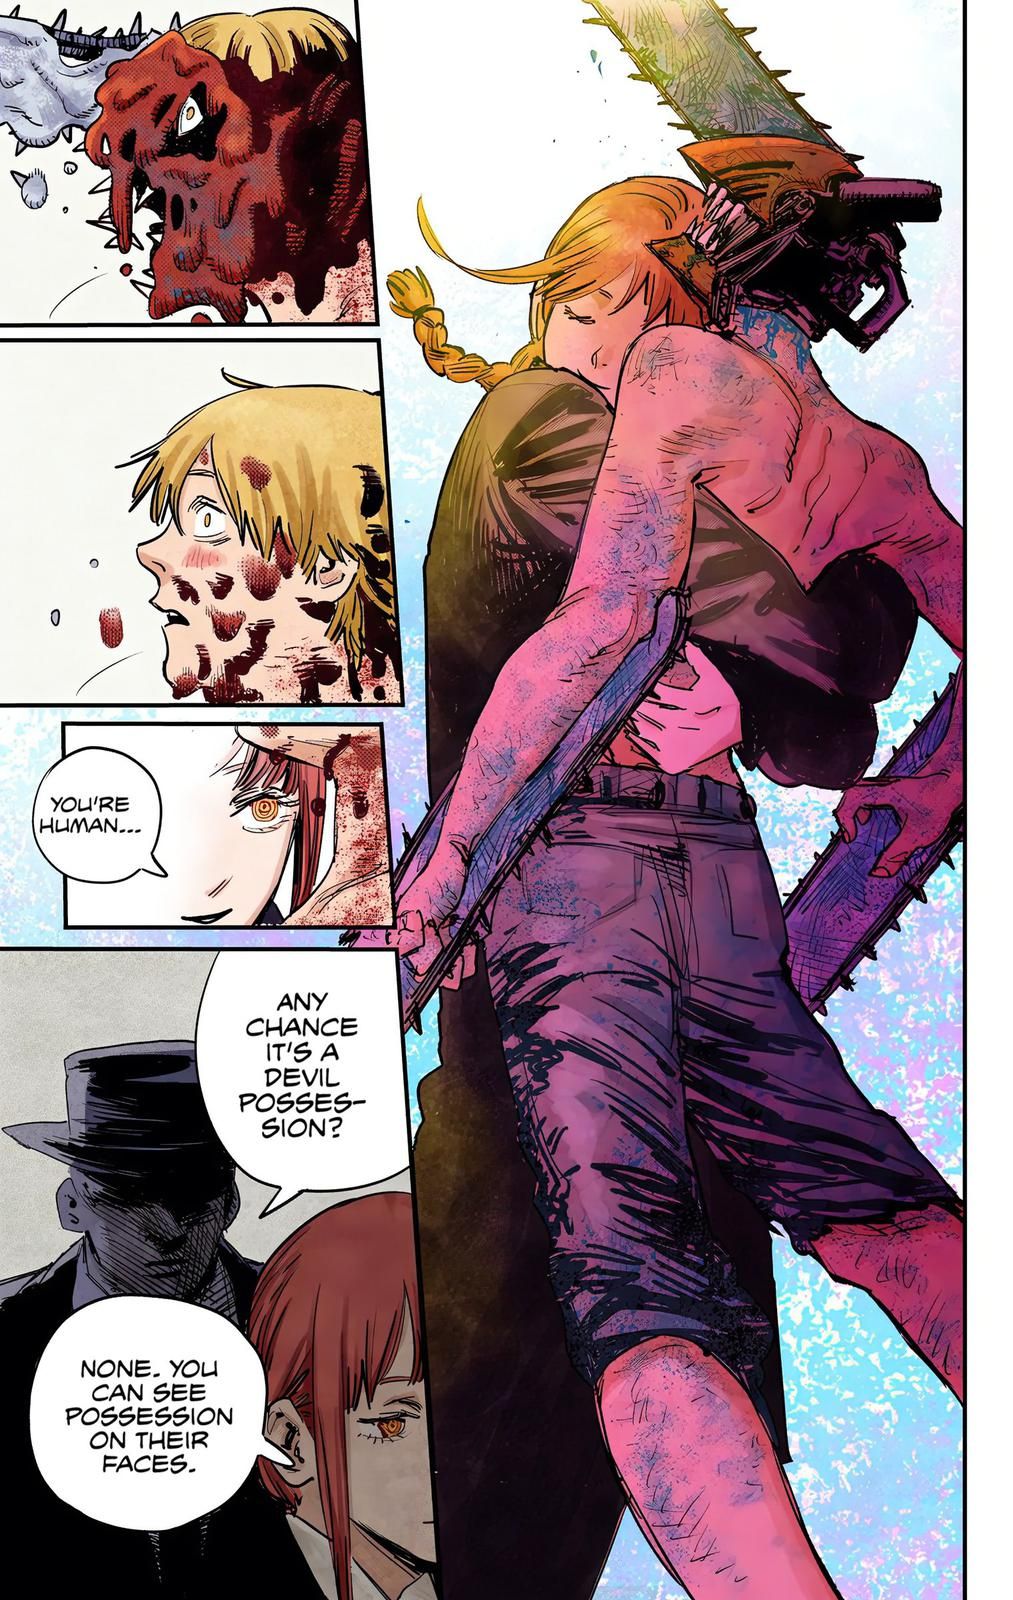 YOU'RE
HUMAN...
ANY
CHANCE
IT'S A
DEVIL
POSSES-
SION?
NONE. YOU
CAN SEE
POSSESSION
ON THEIR
FACES.